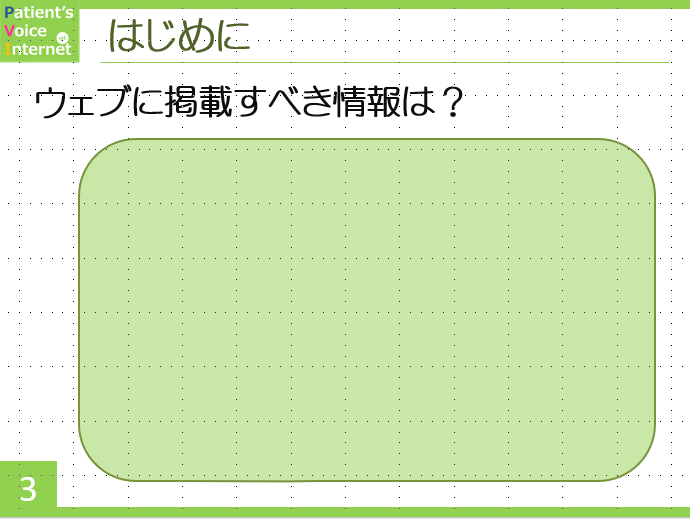 Patient's
Voice
Internet
はじめに
ウェブに掲載すべき情報は？
3